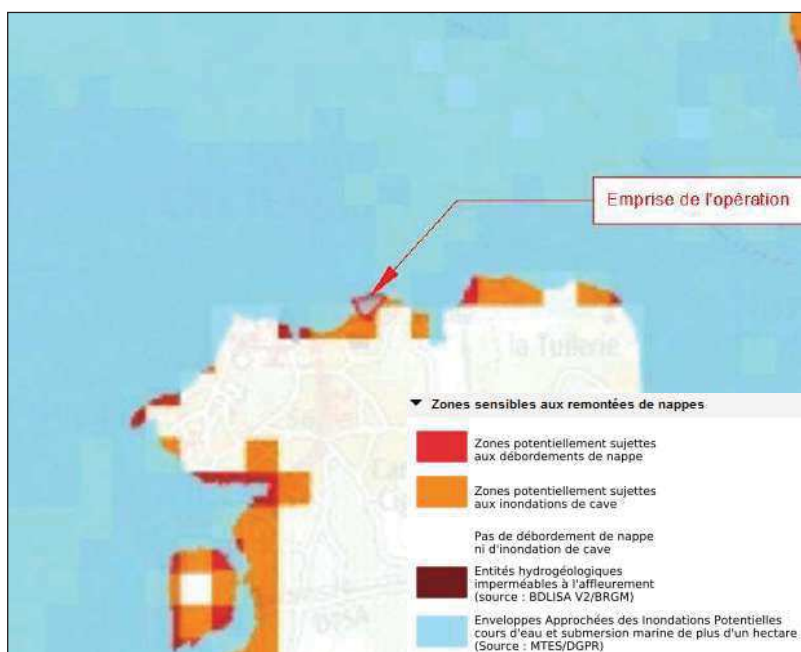 Emprise de l'opération
la Tuilerie
▼ Zones sensibles aux remontées de nappes
Zones potentiellement sujettes
aux débordements de nappe
Zones potentiellement sujettes
aux inondations de cave
Pas de débordement de nappe
ni d'inondation de cave
Entités hydrogéologiques
imperméables à l'affleurement
(source : BDLISA V2/BRGM)
Enveloppes Approchées des Inondations Potentielles
cours d'eau et submersion marine de plus d'un hectare
(Source : MTES/DGPR)